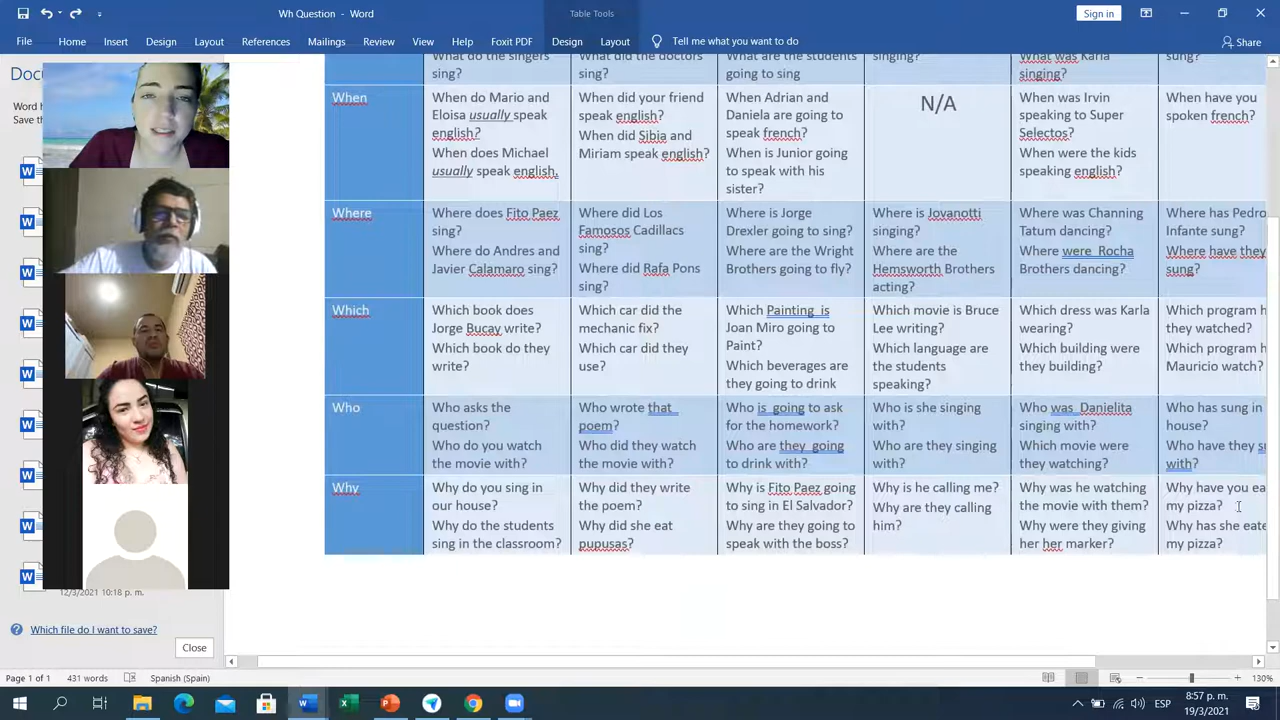 Wh Question - Word
Table Tools
Sign in
File Home Insert Design Layout References Mailings Review View Help Foxit PDF Design Layout Tell me what you want to do Share
Word h
Save th
What do the singers sing?
What did the doctors sing?
What are the students going to sing
singing?
What was Karla singing?
sung?
When
When do Mario and
Eloisa usually speak
english?
When does Michael
usually speak english,
When did your friend
speak english?
When did Sibia and
Miriam speak english?
When Adrian and
Daniela are going to
speak french?
When is Junior going
to speak with his
sister?
N/A
When was Irvin
speaking to Super
Selectos?
When were the kids
speaking english?
When have you
spoken french?
Where
Where does Fito Paez
sing?
Where do Andres and
Javier Calamaro sing?
Where did Los
Famosos Cadillacs
sing?
Where did Rafa Pons
sing?
Where is Jorge
Drexler going to sing?
Where are the Wright
Brothers going to fly?
Where is Jovanotti
singing?
Where are the
Hemsworth Brothers
acting?
Where was Channing
Tatum dancing?
Where were Rocha
Brothers dancing?
Where has Pedro
Infante sung?
Where have they
sung?
Which
Which book does
Jorge Bucay write?
Which book do they
write?
Which car did the
mechanic fix?
Which car did they
use?
Which Painting is
Joan Miro going to
Paint?
Which beverages are
they going to drink
Which movie is Bruce
Lee writing?
Which language are
the students
speaking?
Which dress was Karla
wearing?
Which building were
they building?
Which program h
they watched?
Which program h
Mauricio watch?
Who
Who asks the
question?
Who do you watch
the movie with?
Who wrote that
poem?
Who did they watch
the movie with?
Who is going to ask
for the homework?
Who are they going
to drink with?
Who is she singing
with?
Who are they singing
with?
Who was Danielita
singing with?
Which movie were
they watching?
Who has sung in
house?
Who have they su
with?
Why
Why do you sing in
our house?
Why do the students
sing in the classroom?
Why did they write
the poem?
Why did she eat
pupusas?
Why is Fito Paez going
to sing in El Salvador?
Why are they going to
speak with the boss?
Why is he calling me?
Why are they calling
him?
Why was he watching
the movie with them?
Why were they giving
her her marker?
Why have you ea
my pizza?
Why has she eate
my pizza?
12/3/2021 10:18 p. m.
Which file do I want to save?
Close
Page 1 of 1 431 words Spanish (Spain) 130%
ESP
8:57 p. m.
19/3/2021